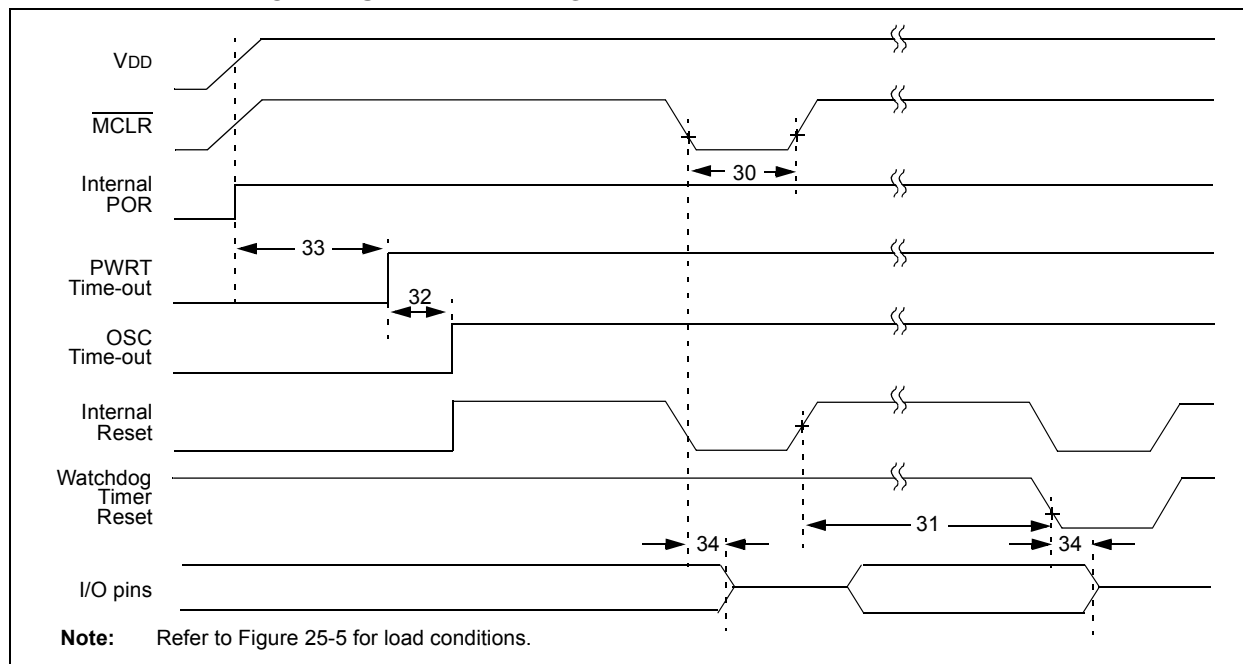 VDD
MCLR
30
Internal
POR
33
PWRT
Time-out
32
OSC
Time-out
Internal
Reset
Watchdog
Timer
Reset
31
34
34
I/O pins
Note: Refer to Figure 25-5 for load conditions.